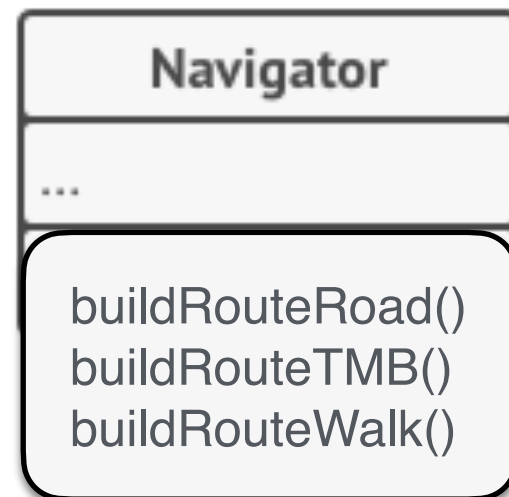 Navigator
...
buildRouteRoad()
buildRouteTMB()
buildRouteWalk()